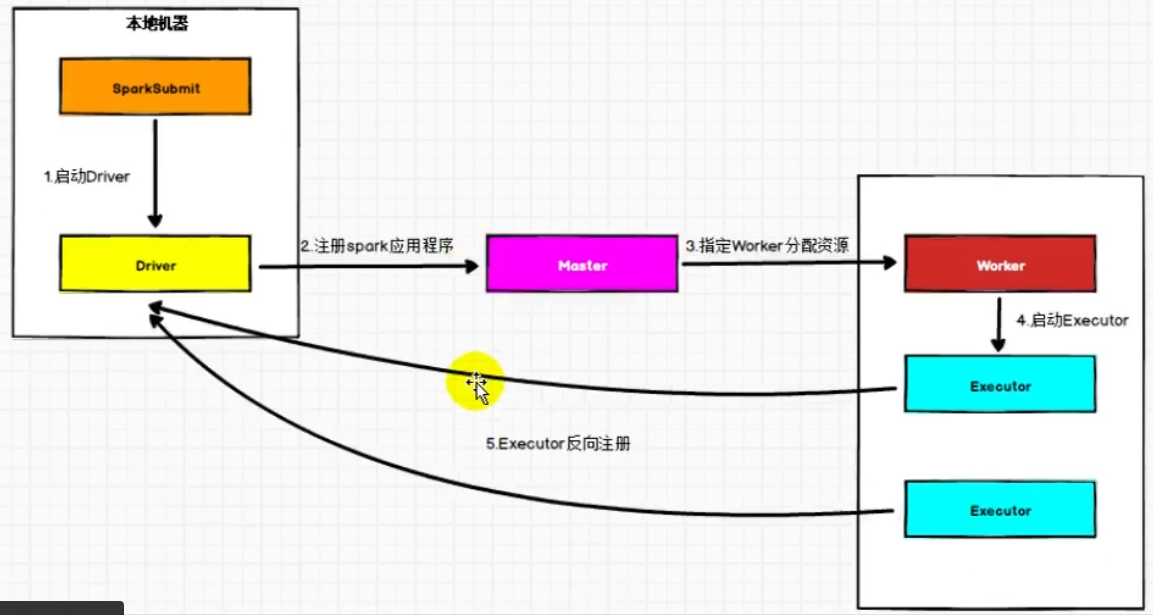 本地机器
SparkSubmit
1.启动Driver
Driver
2.注册spark应用程序
Master
3.指定Worker分配资源
Worker
4.启动Executor
Executor
5.Executor反向注册
Executor